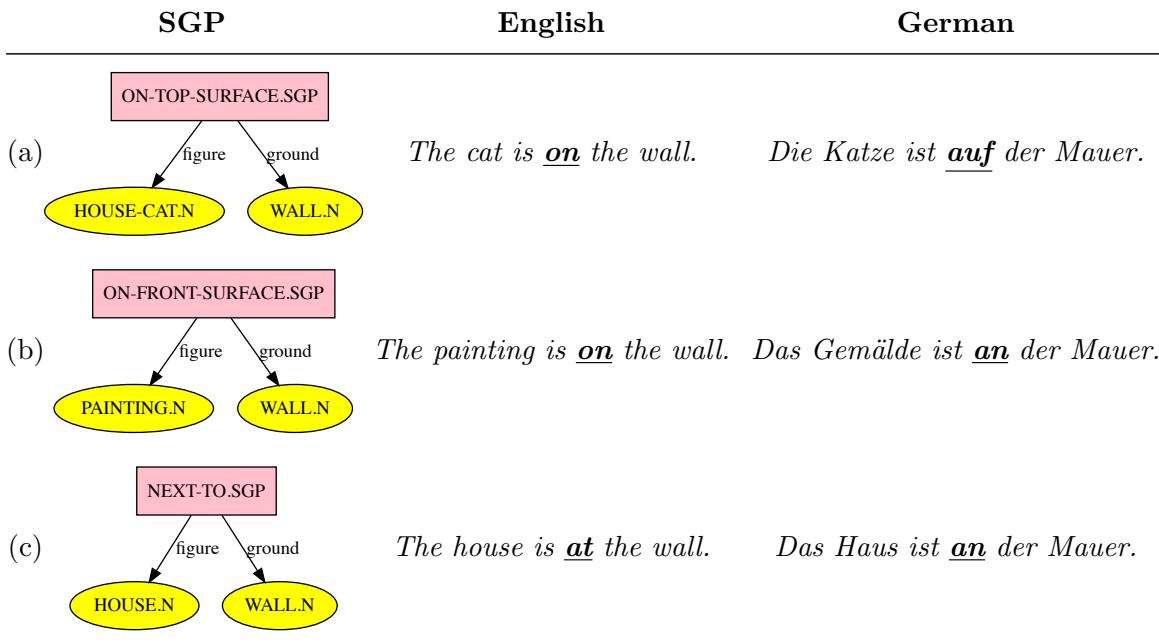 SGP English German
ON-TOP-SURFACE.SGP
figure ground
(a) The cat is on the wall. Die Katze ist auf der Mauer.
HOUSE-CAT.N WALL.N
ON-FRONT-SURFACE.SGP
figure ground
(b) The painting is on the wall. Das Gemälde ist an der Mauer.
PAINTING.N WALL.N
NEXT-TO.SGP
figure ground
(c) The house is at the wall. Das Haus ist an der Mauer.
HOUSE.N WALL.N